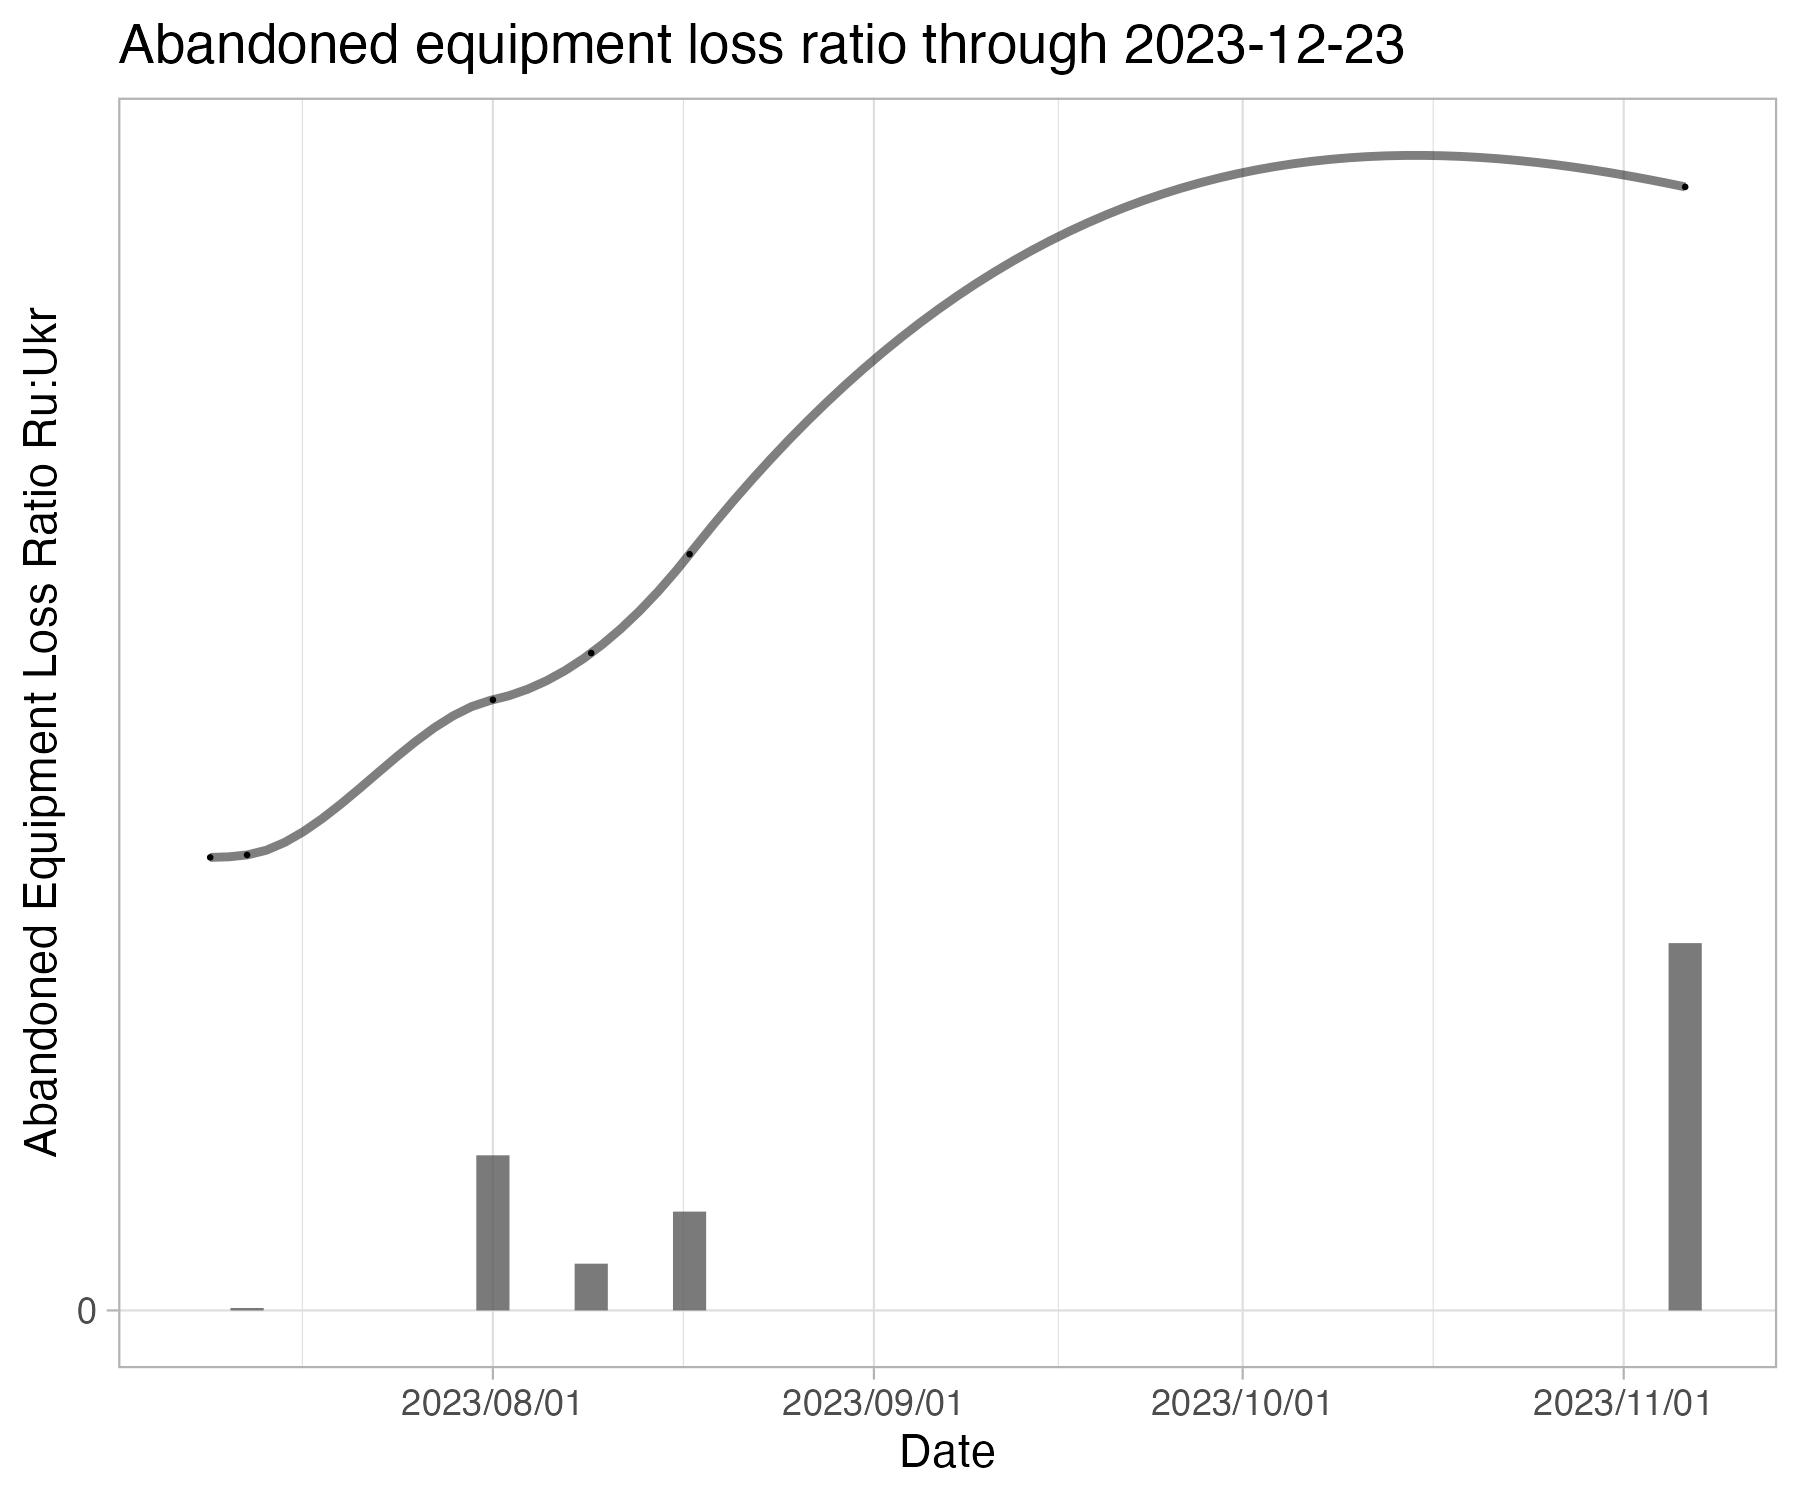 Abandoned equipment loss ratio through 2023-12-23
Abandoned Equipment Loss Ratio Ru:Ukr
0
2023/08/01
2023/09/01
2023/10/01
2023/11/01
Date